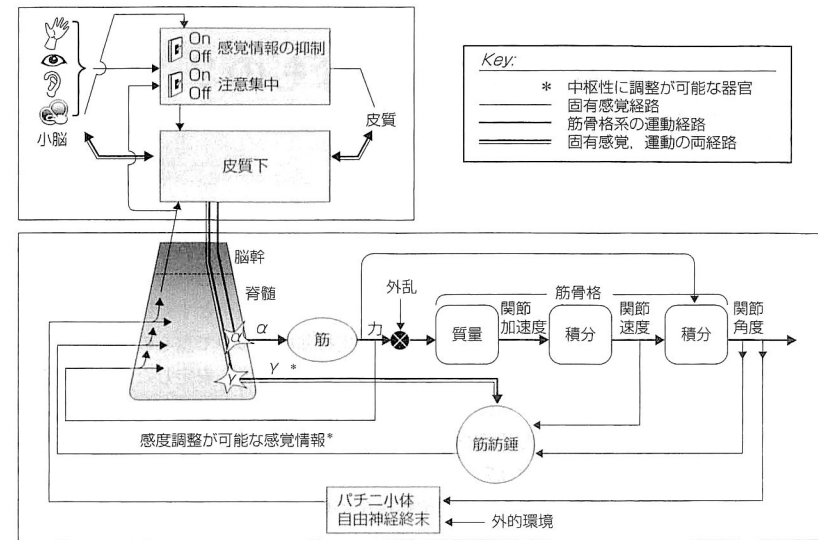 On
Off
感覚情報の抑制
On
Off
注意集中
小脳
皮質
皮質下
Key:
* 中枢性に調整が可能な器官
固有感覚経路
筋骨格系の運動経路
固有感覚，運動の両経路
脳幹
脊髄
α
α
筋
力
外乱
筋骨格
質量
関節
加速度
積分
関節
速度
積分
関節
角度
γ
γ *
感度調整が可能な感覚情報*
筋紡錘
パチニ小体
自由神経終末
外的環境